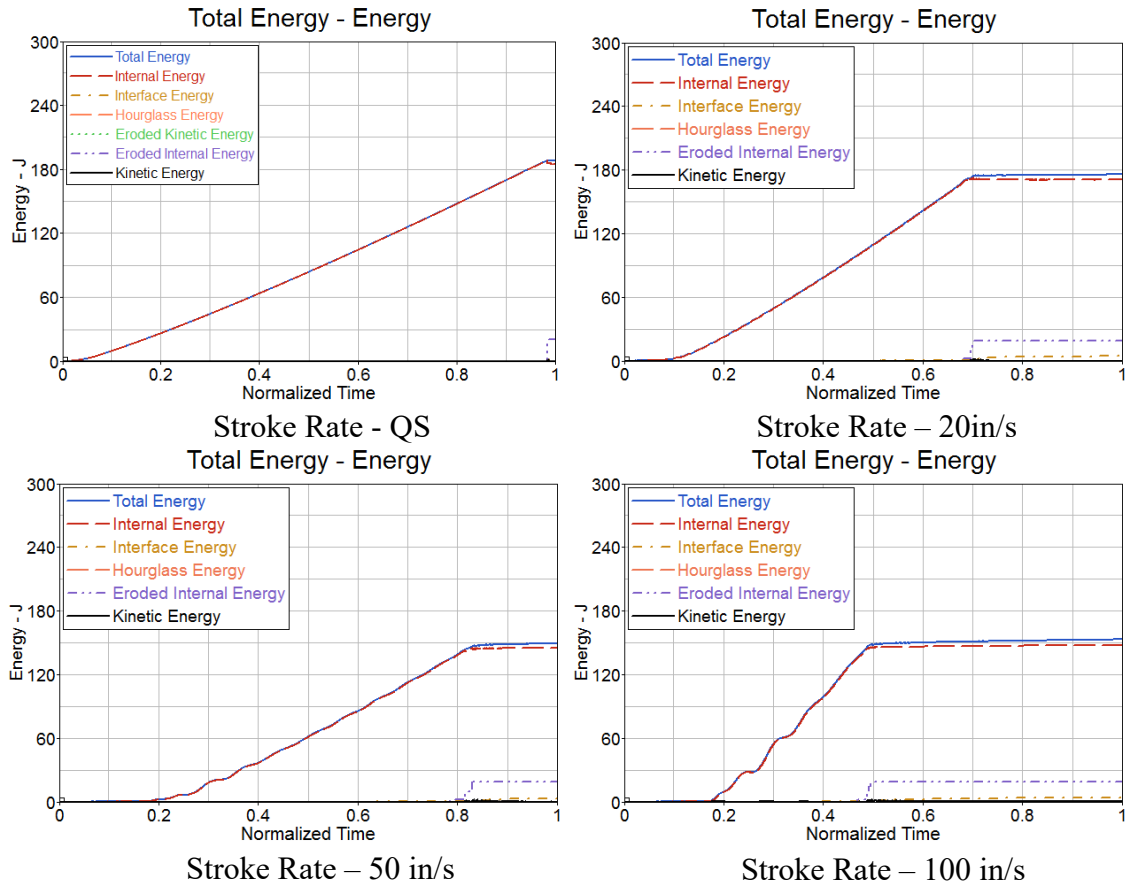 Total Energy - Energy
300
240
180
120
60
0
Energy - J
Total Energy
Internal Energy
Interface Energy
Hourglass Energy
Eroded Kinetic Energy
Eroded Internal Energy
Kinetic Energy
0 0.2 0.4 0.6 0.8 1
Normalized Time
Stroke Rate - QS
Total Energy - Energy
300
240
180
120
60
0
Energy - J
Total Energy
Internal Energy
Interface Energy
Hourglass Energy
Eroded Internal Energy
Kinetic Energy
0 0.2 0.4 0.6 0.8 1
Normalized Time
Stroke Rate – 20in/s
Total Energy - Energy
300
240
180
120
60
0
Energy - J
Total Energy
Internal Energy
Interface Energy
Hourglass Energy
Eroded Internal Energy
Kinetic Energy
0 0.2 0.4 0.6 0.8 1
Normalized Time
Stroke Rate – 50 in/s
Total Energy - Energy
300
240
180
120
60
0
Energy - J
Total Energy
Internal Energy
Interface Energy
Hourglass Energy
Eroded Internal Energy
Kinetic Energy
0 0.2 0.4 0.6 0.8 1
Normalized Time
Stroke Rate – 100 in/s